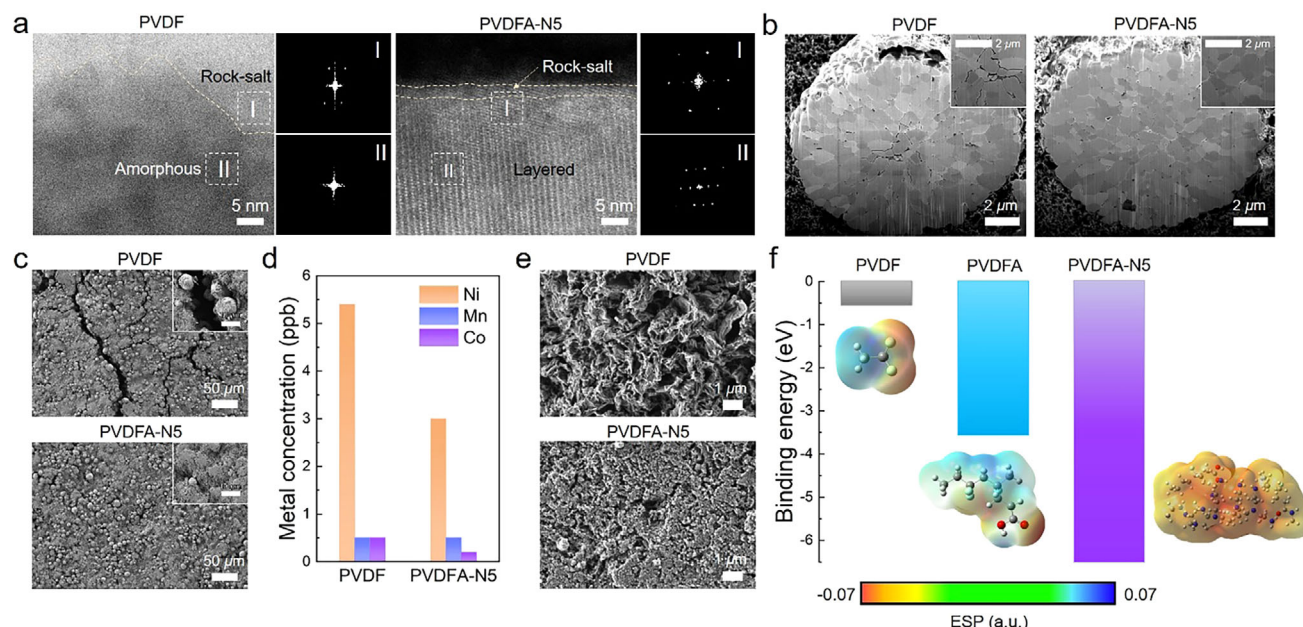 a
PVDF
Rock-salt
I
Amorphous
II
5 nm
I
II
PVDFA-N5
Rock-salt
I
II
Layered
5 nm
I
II
b
PVDF
2 µm
2 µm
PVDFA-N5
2 µm
2 µm
c
PVDF
50 µm
PVDFA-N5
50 µm
d
Metal concentration (ppb)
6
5
4
3
2
1
0
Ni
Mn
Co
PVDF
PVDFA-N5
e
PVDF
1 µm
PVDFA-N5
1 µm
f
PVDF
PVDFA
PVDFA-N5
Binding energy (eV)
0
-1
-2
-3
-4
-5
-6
-0.07
0.07
ESP (a.u.)